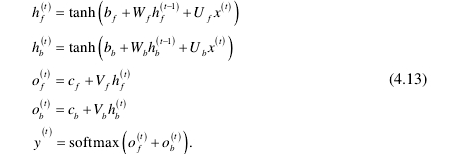 h_f^{(t)} = tanh(b_f + W_f h_f^{(t-1)} + U_f x^{(t)})
h_b^{(t)} = tanh(b_b + W_b h_b^{(t-1)} + U_b x^{(t)})
o_f^{(t)} = c_f + V_f h_f^{(t)}
(4.13)
o_b^{(t)} = c_b + V_b h_b^{(t)}
y^{(t)} = softmax(o_f^{(t)} + o_b^{(t)}).